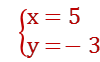 x = 5
y = − 3